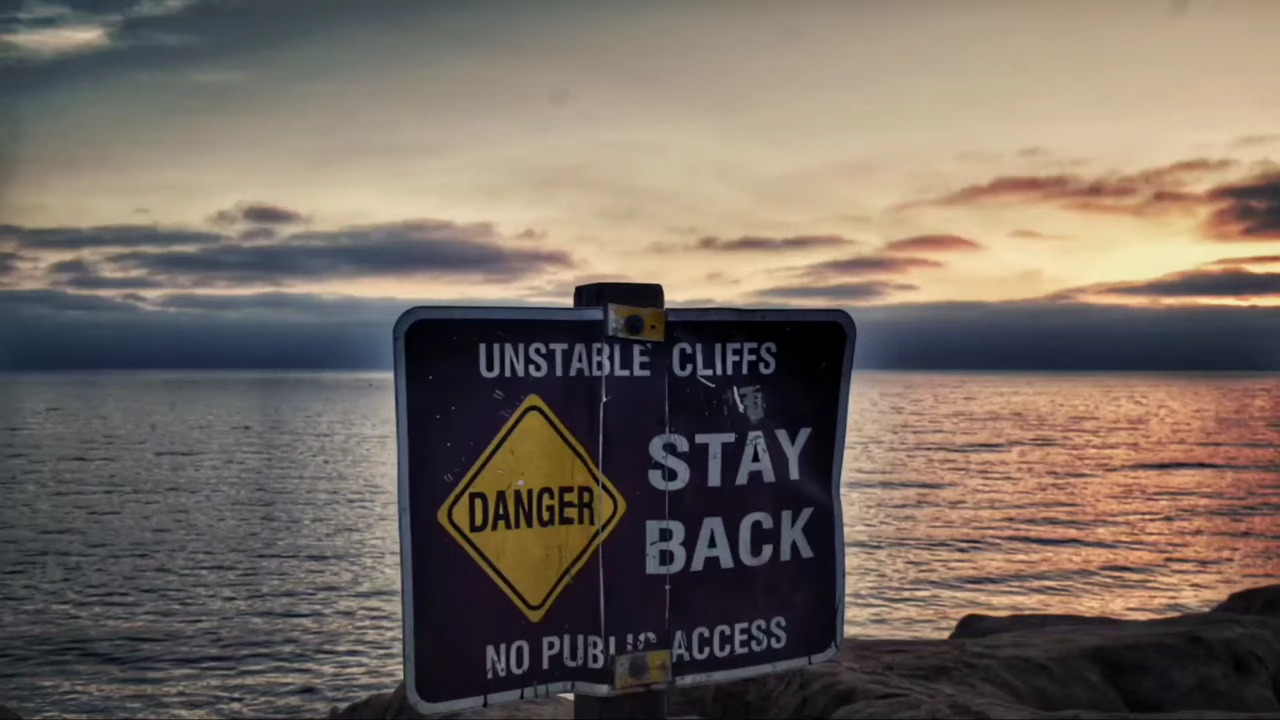 UNSTABLE CLIFFS
DANGER
STAY
BACK
NO PUBLIC ACCESS